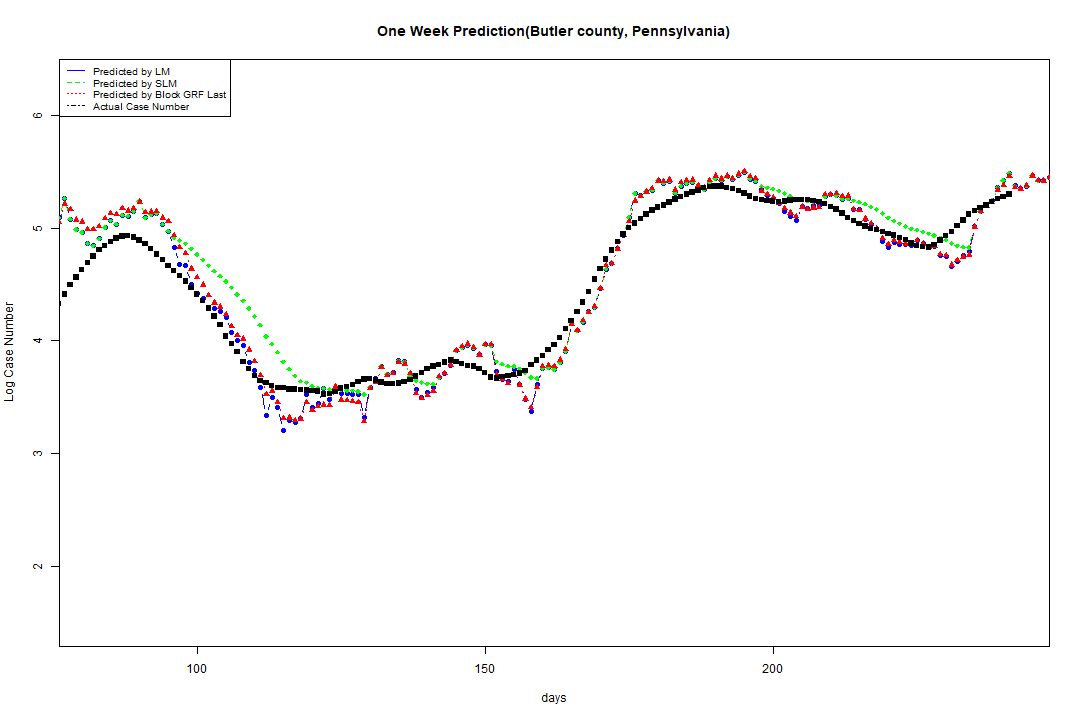 One Week Prediction(Butler county, Pennsylvania)
Predicted by LM
Predicted by SLM
Predicted by Block GRF Last
Actual Case Number
6
5
4
3
2
Log Case Number
100 150 200
days